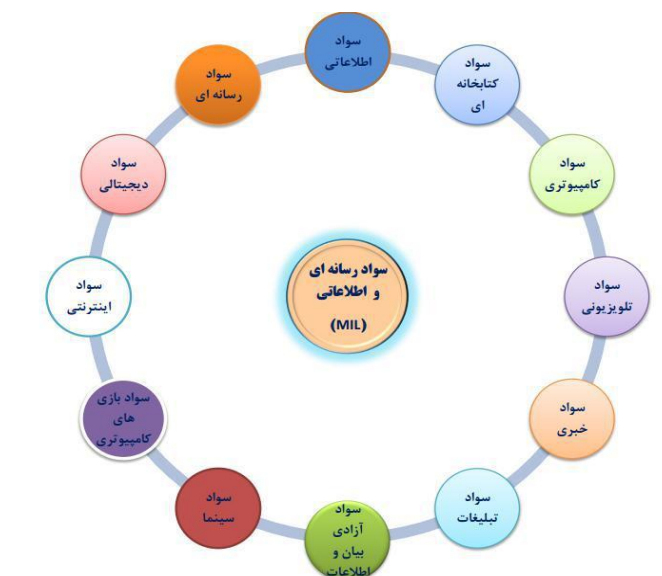 سواد
اطلاعاتی
سواد
کتابخانه
ای
سواد
کامپیوتری
سواد
تلویزیونی
سواد
خبری
سواد
تبلیغات
سواد
آزادی
بیان و
اطلاعات
سواد
سینما
سواد بازی
های
کامپیوتری
سواد
اینترنتی
سواد
دیجیتالی
سواد
رسانه ای
سواد رسانه ای
و اطلاعاتی
(MIL)